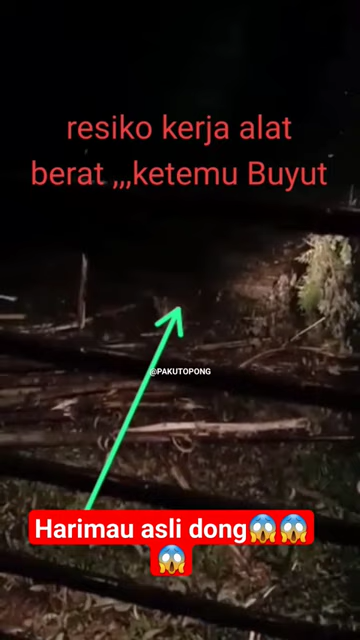 resiko kerja alat
berat ,,,ketemu Buyut
@PAKUTOPONG
Harimau asli dong😱😱
😱